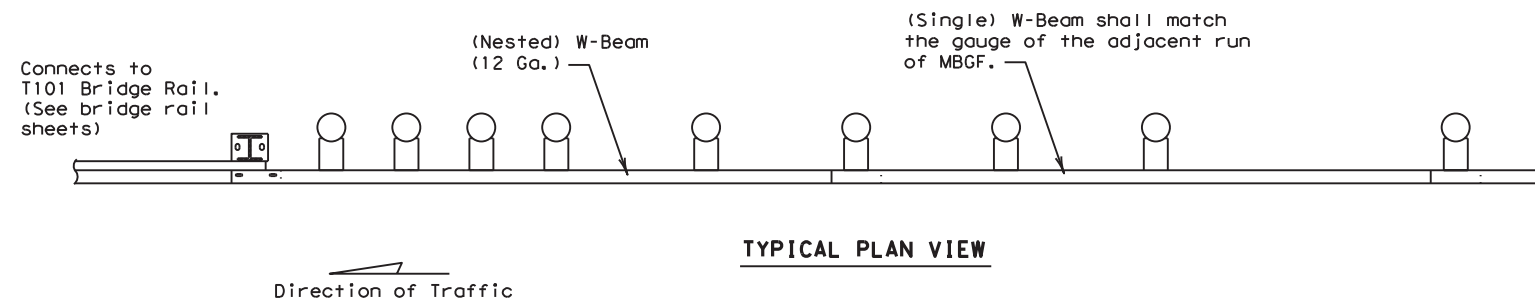 Connects to
T101 Bridge Rail.
(See bridge rail
sheets)
(Nested) W-Beam
(12 Ga.)
(Single) W-Beam shall match
the gauge of the adjacent run
of MBGF.
TYPICAL PLAN VIEW
Direction of Traffic